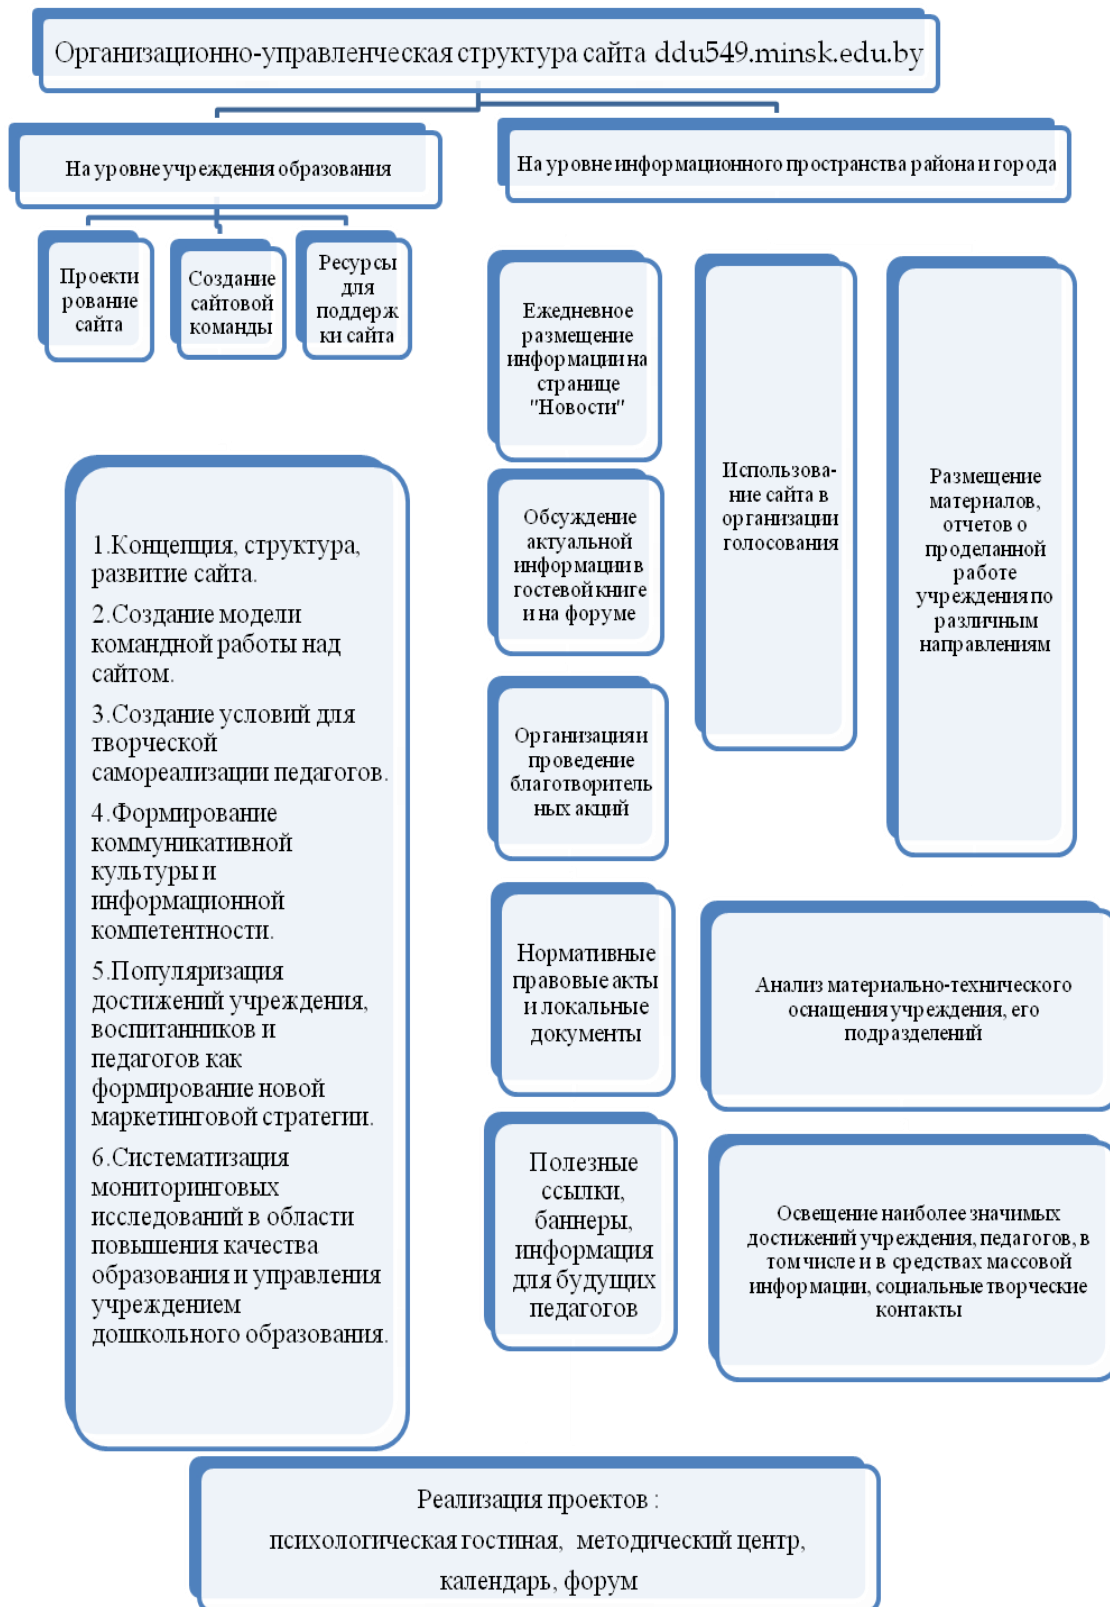 Организационно-управленческая структура сайта ddu549.minsk.edu.by
На уровне учреждения образования
На уровне информационного пространства района и города
Проекти
рование
сайта
Создание
сайтовой
команды
Ресурсы
для
поддерж
ки сайта
1.Концепция, структура,
развитие сайта.
2.Создание модели
командной работы над
сайтом.
3.Создание условий для
творческой
самореализации педагогов.
4.Формирование
коммуникативной
культуры и
информационной
компетентности.
5.Популяризация
достижений учреждения,
воспитанников и
педагогов как
формирование новой
маркетинговой стратегии.
6.Систематизация
мониторинговых
исследований в области
повышения качества
образования и управления
учреждением
дошкольного образования.
Ежедневное
размещение
информации на
странице
"Новости"
Обсуждение
актуальной
информации в
гостевой книге
и на форуме
Организация и
проведение
благотворитель
ных акций
Нормативные
правовые акты
и локальные
документы
Полезные
ссылки,
баннеры,
информация
для будущих
педагогов
Использова-
ние сайта в
организации
голосования
Размещение
материалов,
отчетов о
проделанной
работе
учреждения по
различным
направлениям
Анализ материально-технического
оснащения учреждения, его
подразделений
Освещение наиболее значимых
достижений учреждения, педагогов, в
том числе и в средствах массовой
информации, социальные творческие
контакты
Реализация проектов :
психологическая гостиная, методический центр,
календарь, форум